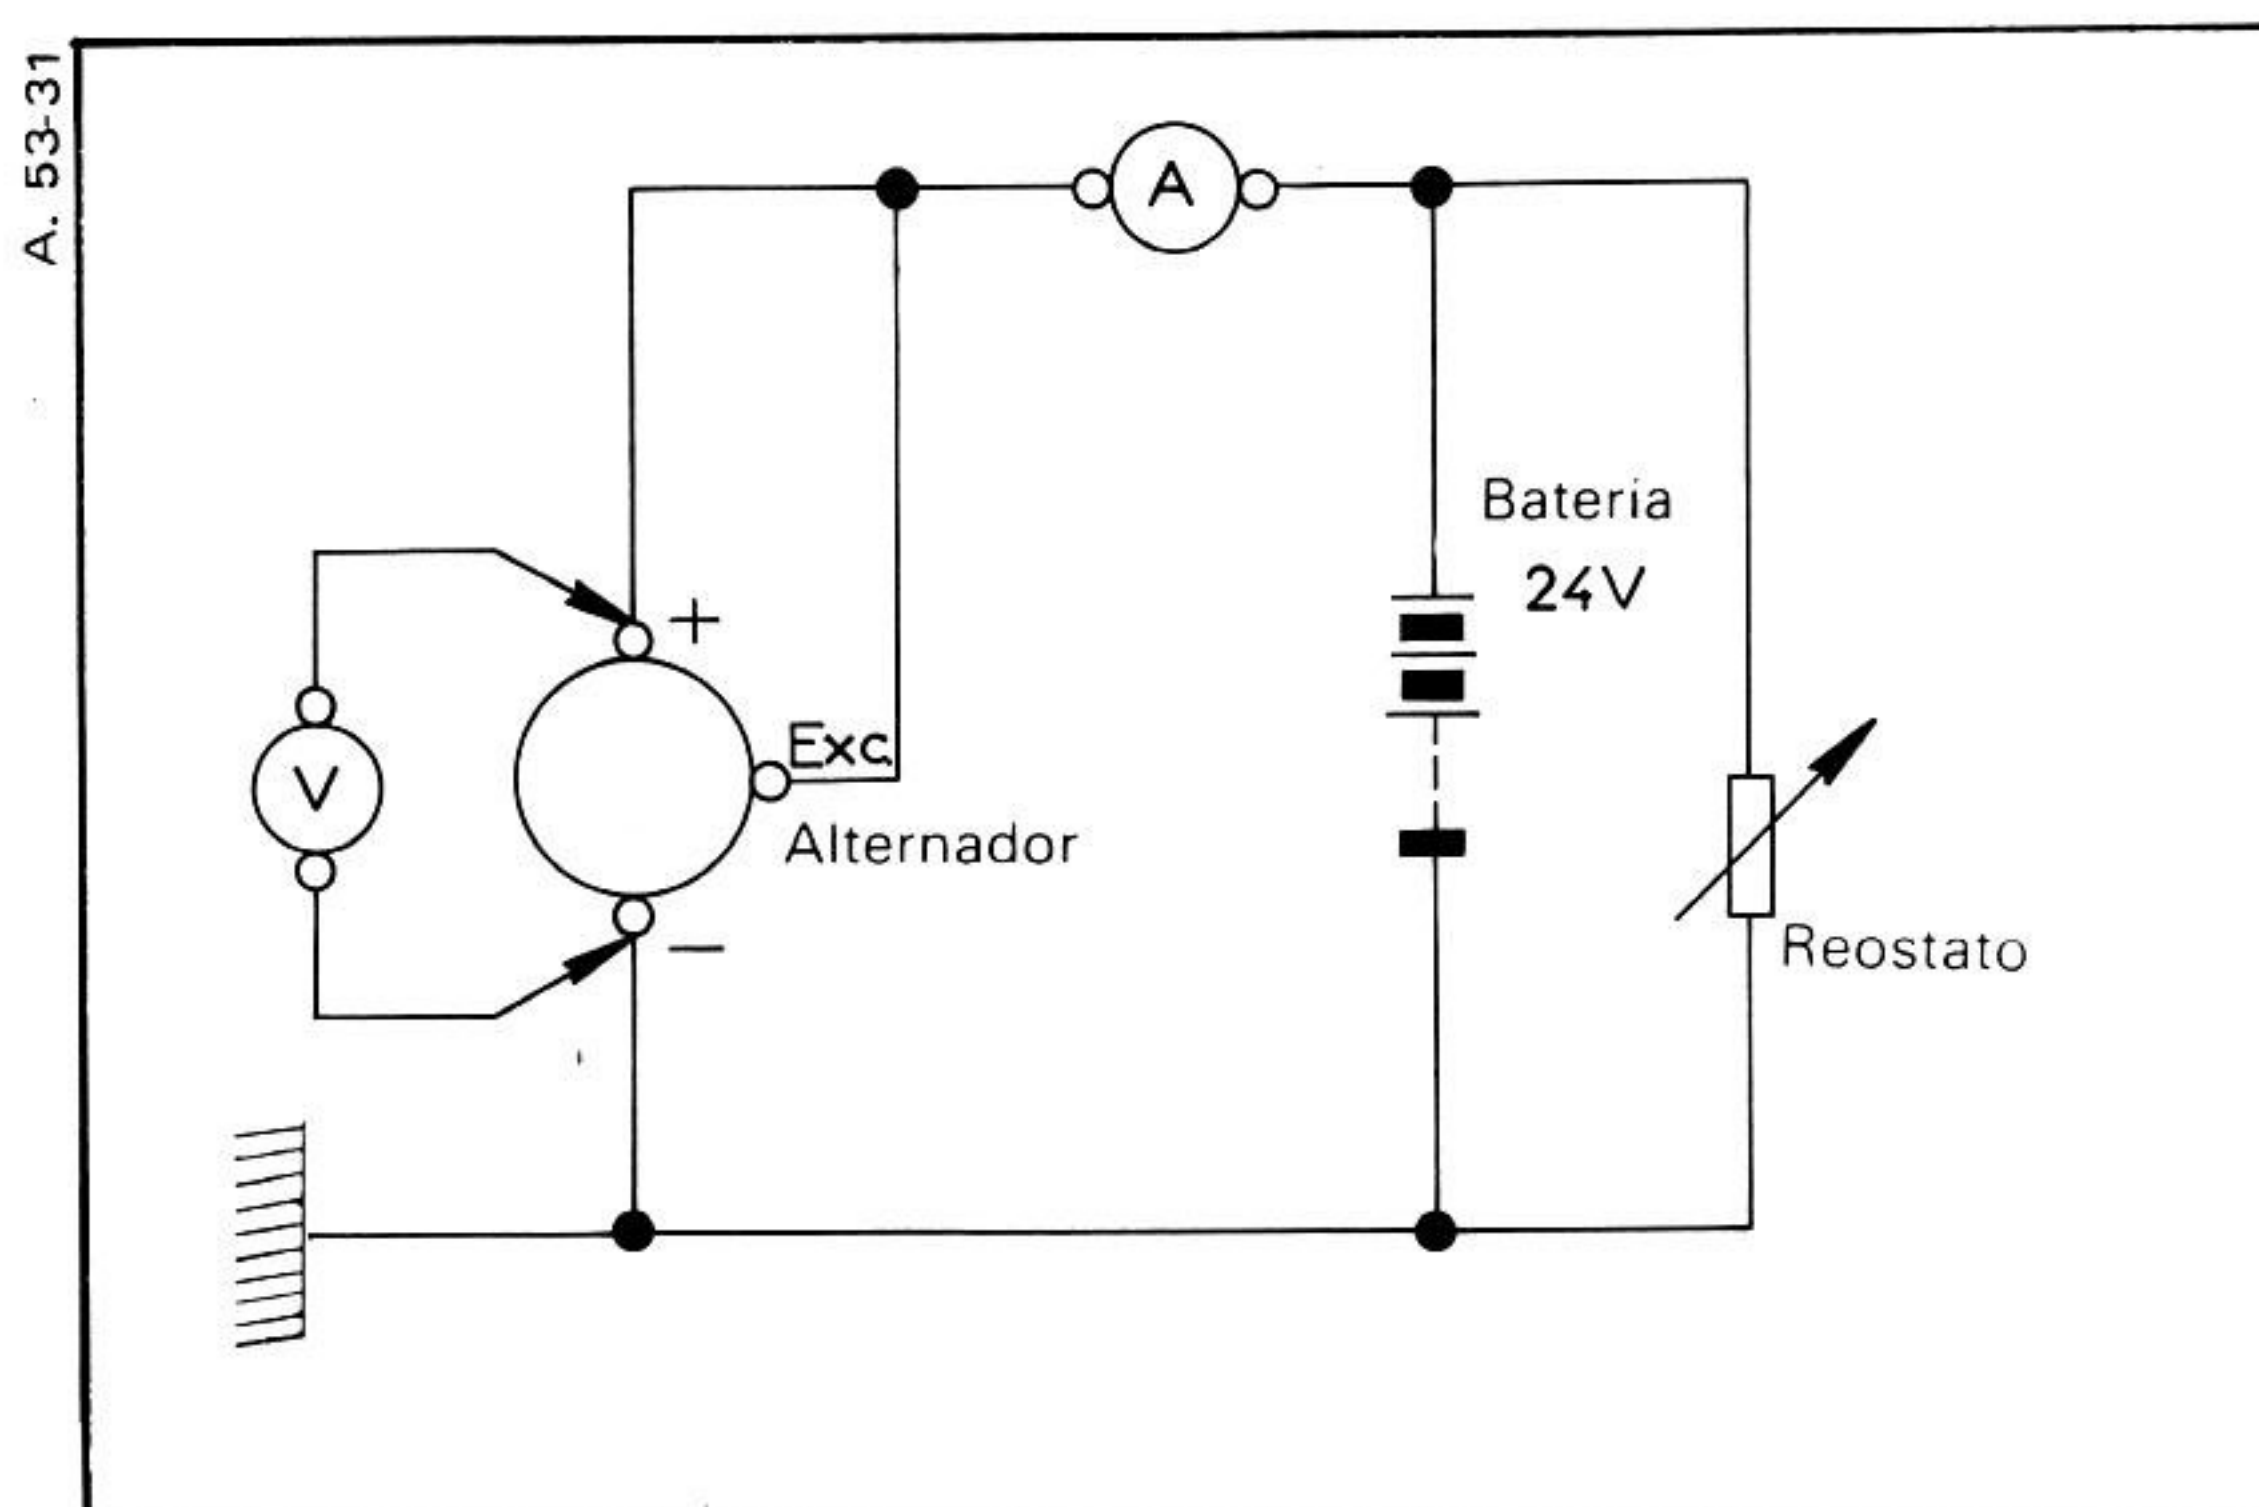 A. 53-31
A
Bateria
24V
+
V
Exc.
Alternador
Reostato
−